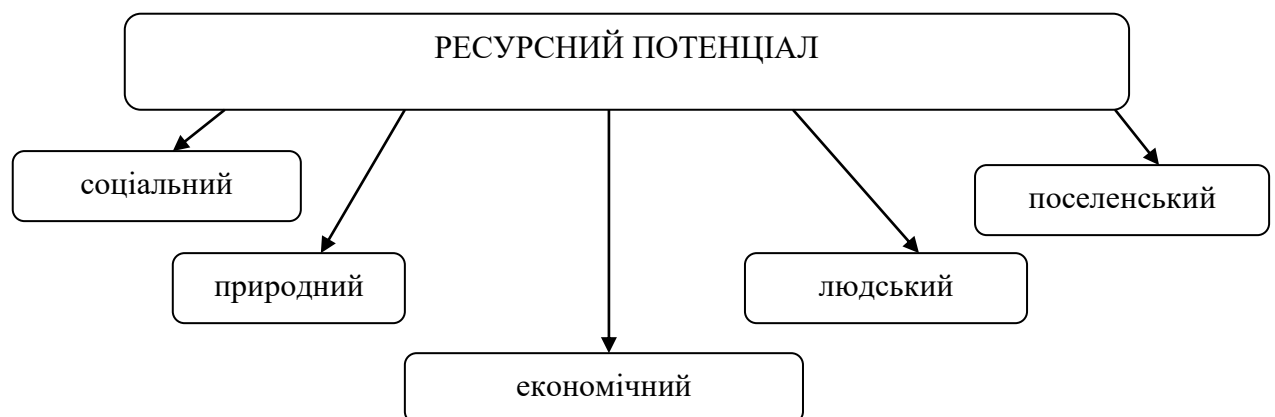 РЕСУРСНИЙ ПОТЕНЦІАЛ
соціальний
поселенський
природний
людський
економічний